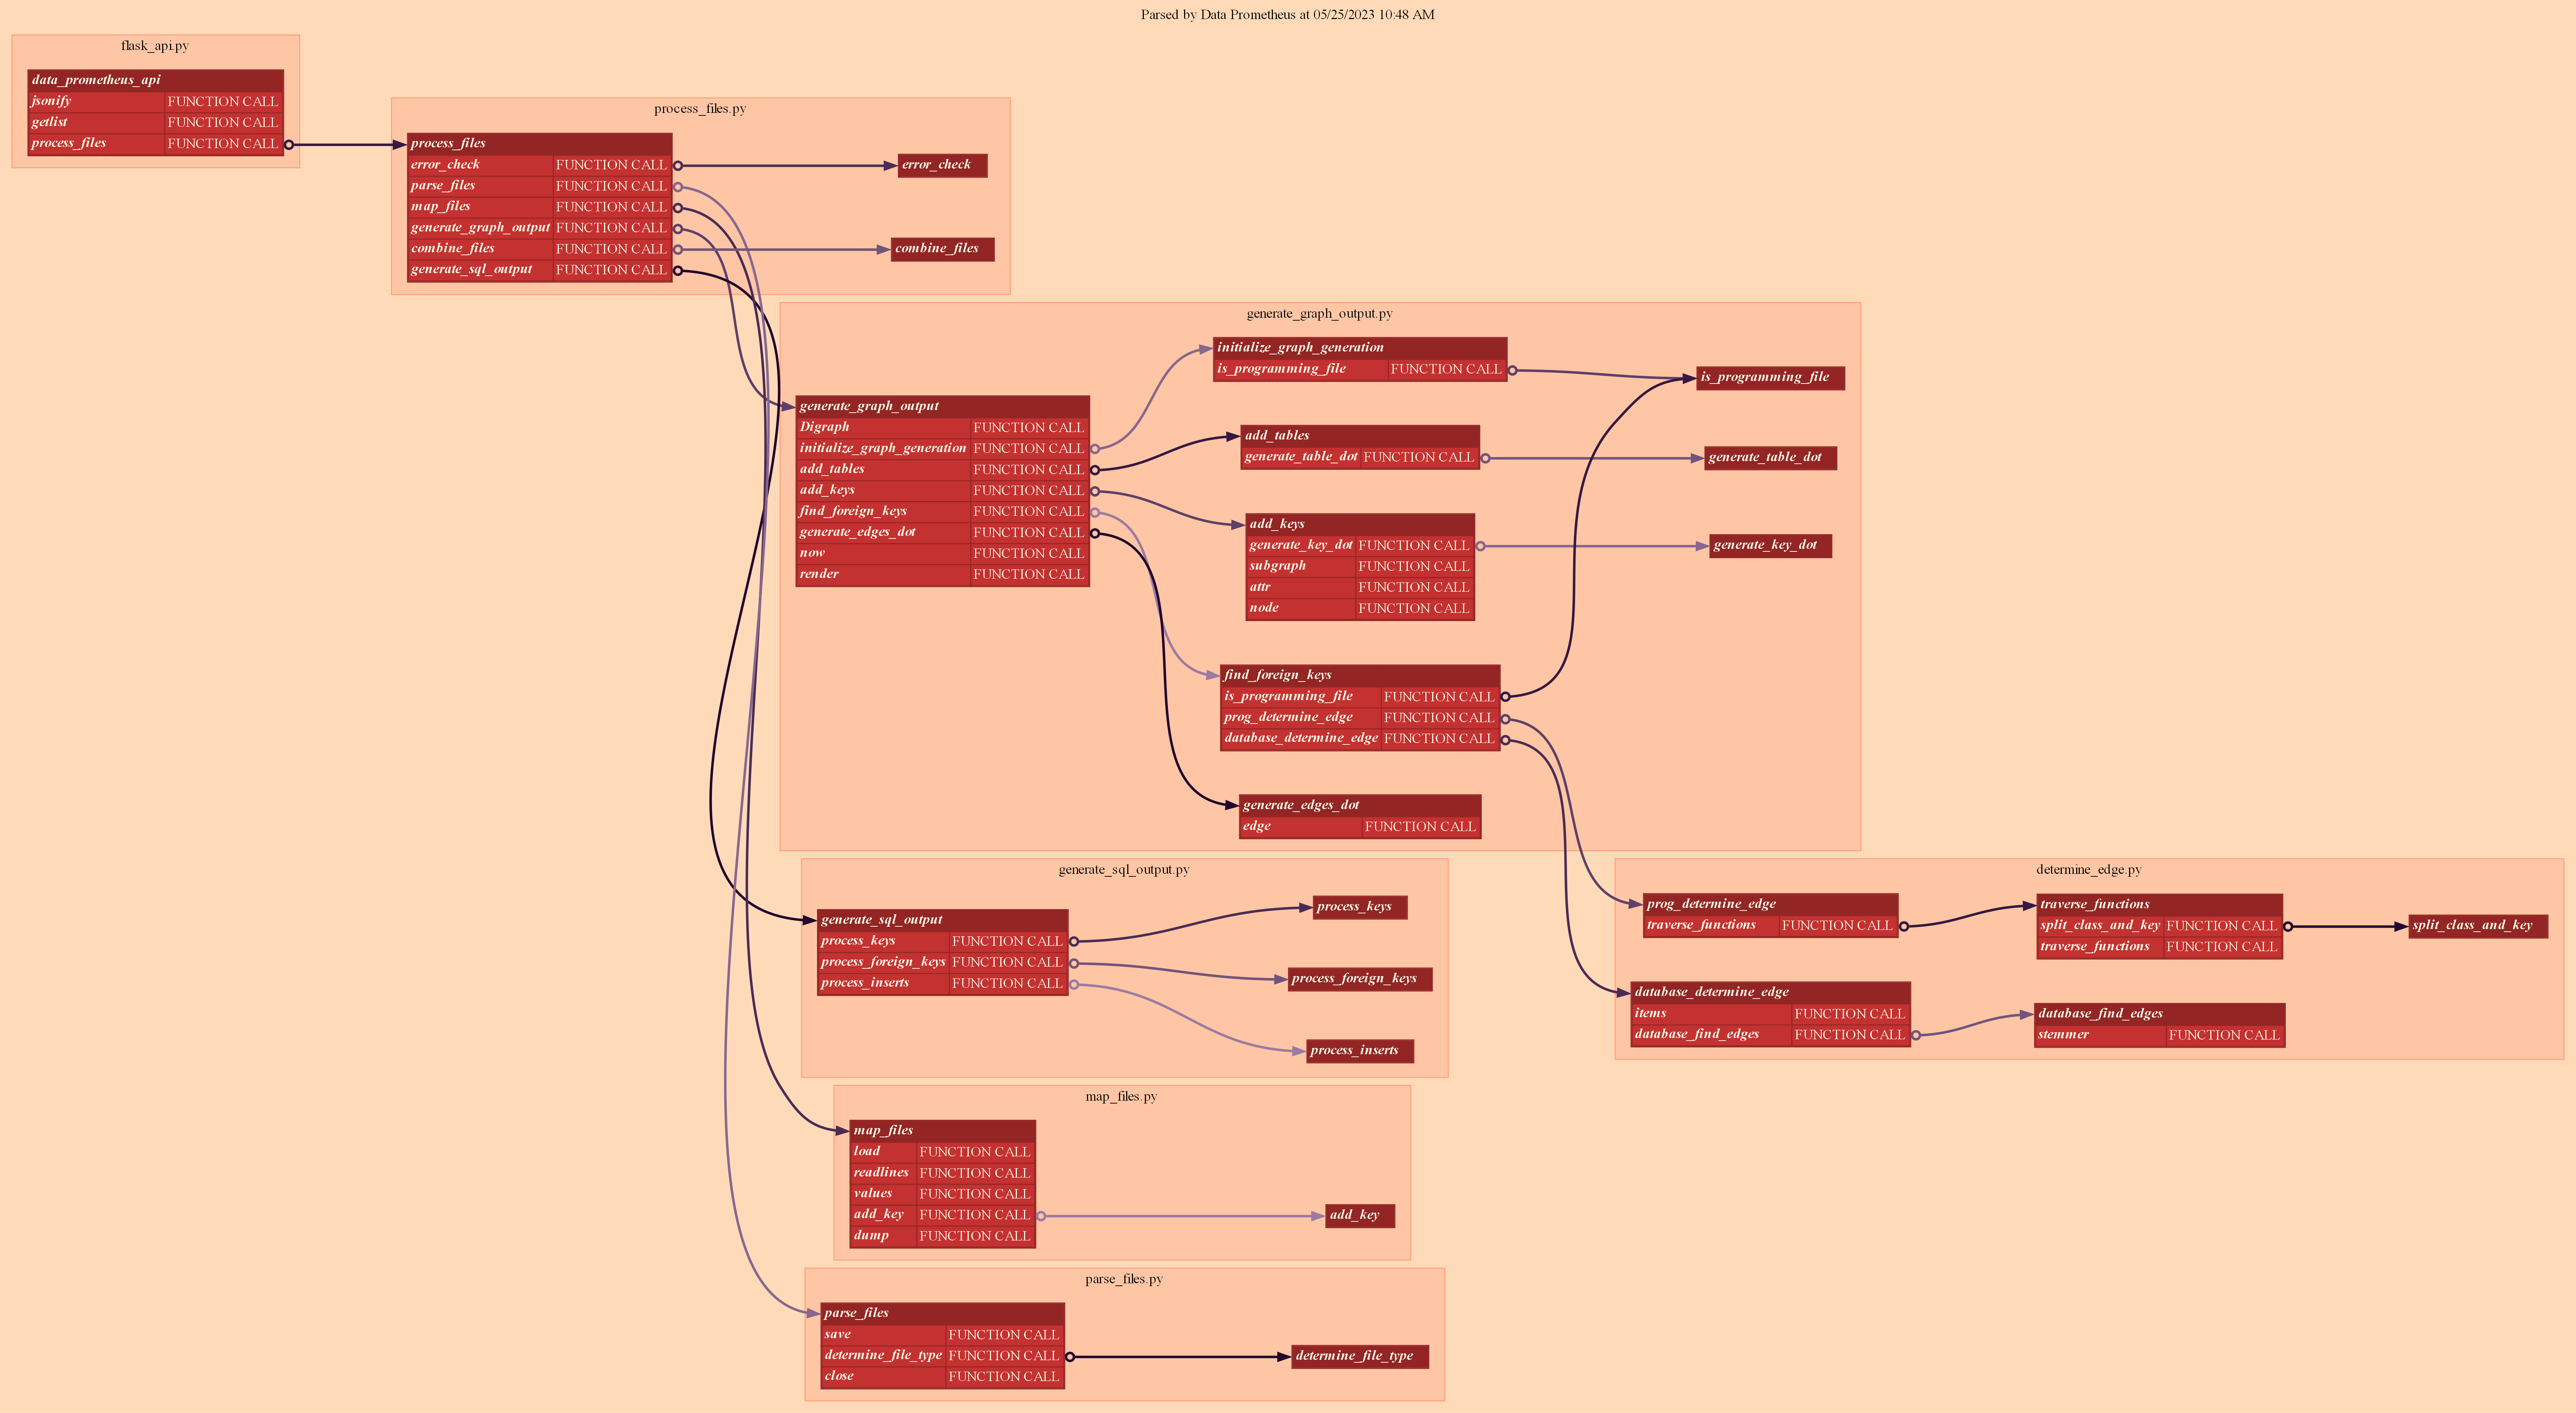 Parsed by Data Prometheus at 05/25/2023 10:48 AM
flask_api.py
data_prometheus_api
jsonify FUNCTION CALL
getlist FUNCTION CALL
process_files FUNCTION CALL
process_files.py
process_files
error_check FUNCTION CALL
parse_files FUNCTION CALL
map_files FUNCTION CALL
generate_graph_output FUNCTION CALL
combine_files FUNCTION CALL
generate_sql_output FUNCTION CALL
error_check
combine_files
generate_graph_output.py
generate_graph_output
Digraph FUNCTION CALL
initialize_graph_generation FUNCTION CALL
add_tables FUNCTION CALL
add_keys FUNCTION CALL
find_foreign_keys FUNCTION CALL
generate_edges_dot FUNCTION CALL
now FUNCTION CALL
render FUNCTION CALL
initialize_graph_generation
is_programming_file FUNCTION CALL
add_tables
generate_table_dot FUNCTION CALL
add_keys
generate_key_dot FUNCTION CALL
subgraph FUNCTION CALL
attr FUNCTION CALL
node FUNCTION CALL
find_foreign_keys
is_programming_file FUNCTION CALL
prog_determine_edge FUNCTION CALL
database_determine_edge FUNCTION CALL
generate_edges_dot
edge FUNCTION CALL
is_programming_file
generate_table_dot
generate_key_dot
generate_sql_output.py
generate_sql_output
process_keys FUNCTION CALL
process_foreign_keys FUNCTION CALL
process_inserts FUNCTION CALL
process_keys
process_foreign_keys
process_inserts
determine_edge.py
prog_determine_edge
traverse_functions FUNCTION CALL
traverse_functions
split_class_and_key FUNCTION CALL
traverse_functions FUNCTION CALL
split_class_and_key
database_determine_edge
items FUNCTION CALL
database_find_edges FUNCTION CALL
database_find_edges
stemmer FUNCTION CALL
map_files.py
map_files
load FUNCTION CALL
readlines FUNCTION CALL
values FUNCTION CALL
add_key FUNCTION CALL
dump FUNCTION CALL
add_key
parse_files.py
parse_files
save FUNCTION CALL
determine_file_type FUNCTION CALL
close FUNCTION CALL
determine_file_type